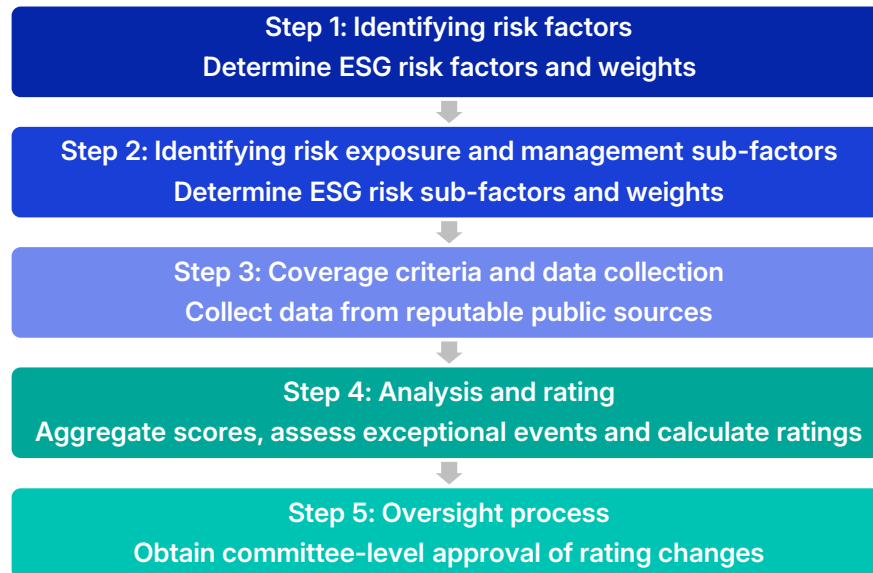 Step 1: Identifying risk factors
Determine ESG risk factors and weights
Step 2: Identifying risk exposure and management sub-factors
Determine ESG risk sub-factors and weights
Step 3: Coverage criteria and data collection
Collect data from reputable public sources
Step 4: Analysis and rating
Aggregate scores, assess exceptional events and calculate ratings
Step 5: Oversight process
Obtain committee-level approval of rating changes